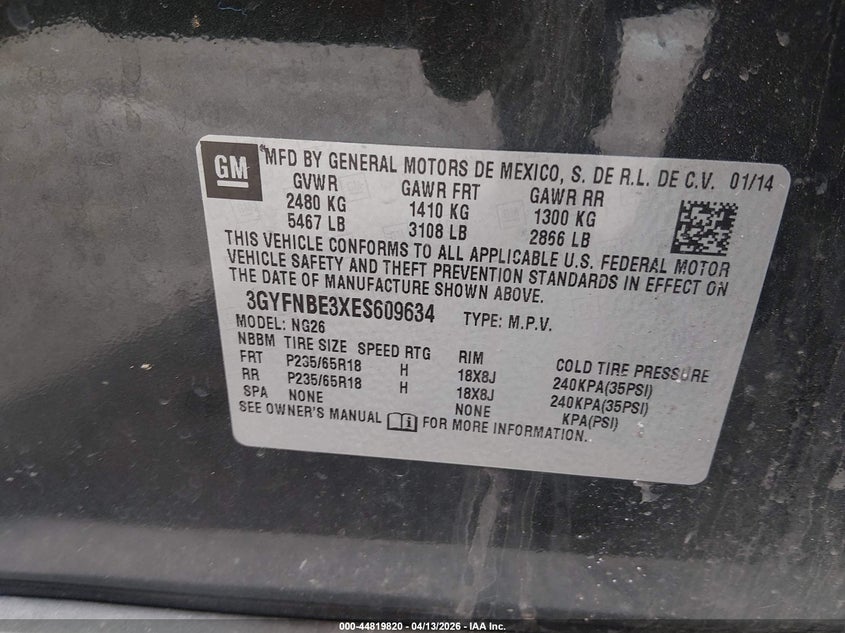 GM
MFD BY GENERAL MOTORS DE MEXICO, S. DE R.L. DE C.V. 01/14
GVWR GAWR FRT GAWR RR
2480 KG 1410 KG 1300 KG
5467 LB 3108 LB 2866 LB
THIS VEHICLE CONFORMS TO ALL APPLICABLE U.S. FEDERAL MOTOR
VEHICLE SAFETY AND THEFT PREVENTION STANDARDS IN EFFECT ON
THE DATE OF MANUFACTURE SHOWN ABOVE.
3GYFNBE3XES609634 TYPE: M.P.V.
MODEL: NG26
NBBM TIRE SIZE SPEED RTG RIM COLD TIRE PRESSURE
FRT P235/65R18 H 18X8J 240KPA(35PSI)
RR P235/65R18 H 18X8J 240KPA(35PSI)
SPA NONE NONE KPA(PSI)
SEE OWNER'S MANUAL FOR MORE INFORMATION.
000-44819820 - 04/13/2026 - IAA Inc.